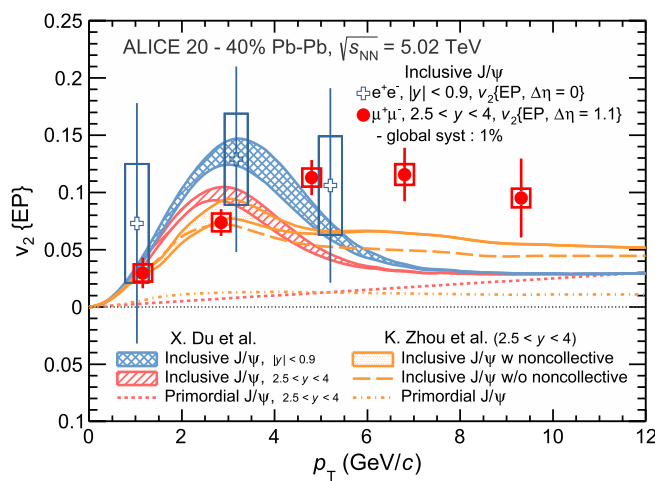 ALICE 20 - 40% Pb-Pb, √sNN = 5.02 TeV
Inclusive J/ψ
e⁺e⁻, |y| < 0.9, v₂{EP, Δη = 0}
μ⁺μ⁻, 2.5 < y < 4, v₂{EP, Δη = 1.1}
- global syst : 1%
v₂ {EP}
0.25
0.2
0.15
0.1
0.05
0
0.05
0.1
X. Du et al.
Inclusive J/ψ, |y| < 0.9
Inclusive J/ψ, 2.5 < y < 4
Primordial J/ψ, 2.5 < y < 4
K. Zhou et al. (2.5 < y < 4)
Inclusive J/ψ w noncollective
Inclusive J/ψ w/o noncollective
Primordial J/ψ
0 2 4 6 8 10 12
pT (GeV/c)